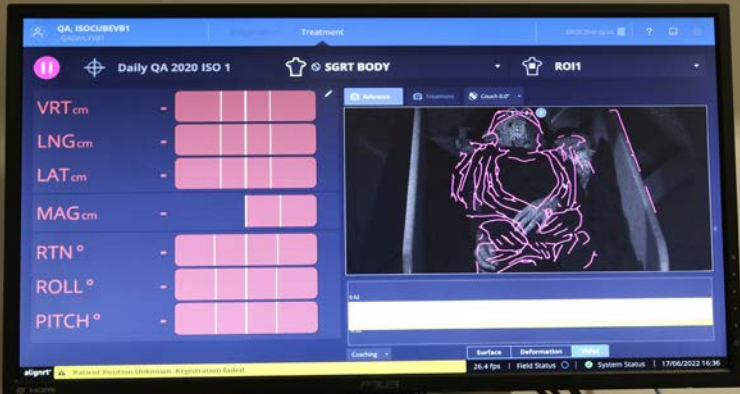 QA, ISOCUBEVB1
Treatment
?
Daily QA 2020 ISO 1
SGRT BODY
ROI1
VRT cm -
LNG cm -
LAT cm -
MAG cm -
RTN ° -
ROLL ° -
PITCH ° -
Reference
Treatment
Couch 0.0°
Coaching
Surface
Deformation
Video
alignrt
Patient Position Unknown. Registration failed.
26.4 fps
Field Status
System Status
17/06/2022 16:36
HDMI
ASUS